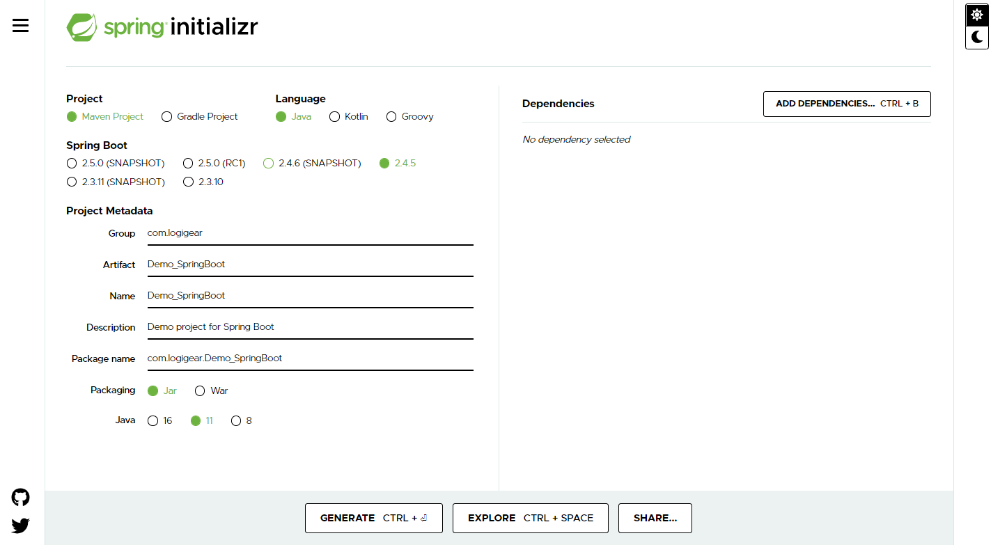 spring initializr
Project
Maven Project Gradle Project
Language
Java Kotlin Groovy
Spring Boot
2.5.0 (SNAPSHOT) 2.5.0 (RC1) 2.4.6 (SNAPSHOT) 2.4.5
2.3.11 (SNAPSHOT) 2.3.10
Project Metadata
Group com.logigear
Artifact Demo_SpringBoot
Name Demo_SpringBoot
Description Demo project for Spring Boot
Package name com.logigear.Demo_SpringBoot
Packaging Jar War
Java 16 11 8
Dependencies ADD DEPENDENCIES... CTRL + B
No dependency selected
GENERATE CTRL + ⏎ EXPLORE CTRL + SPACE SHARE...